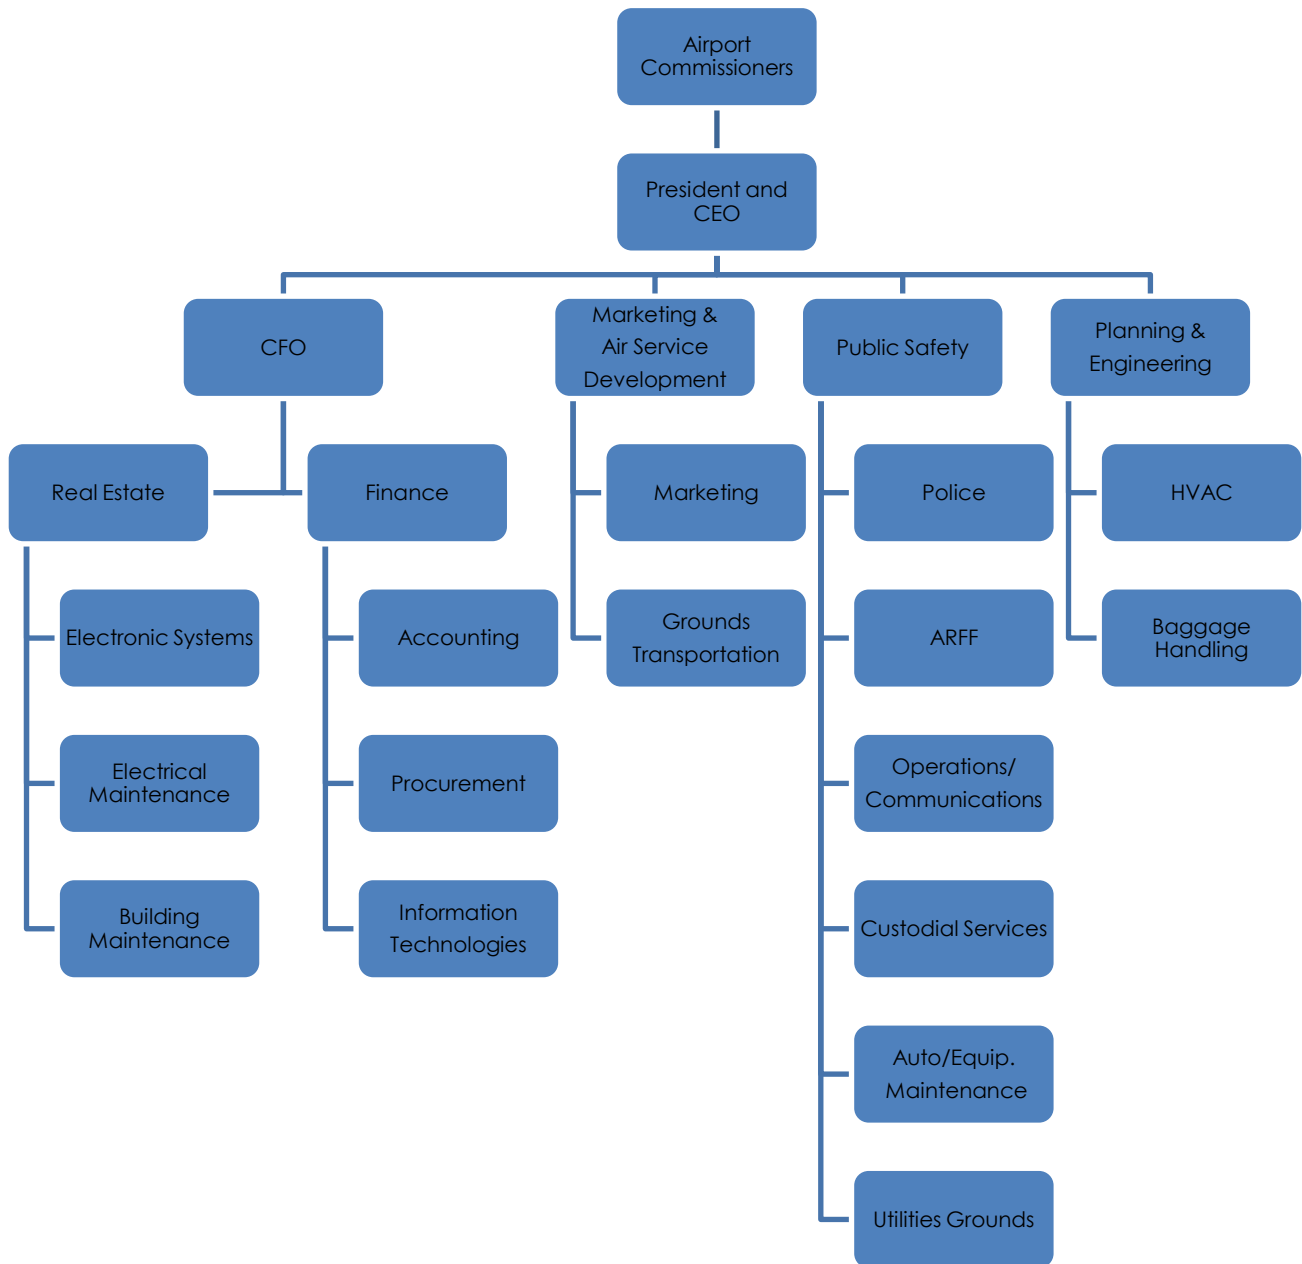 Airport
Commissioners
President and
CEO
CFO
Marketing &
Air Service
Development
Public Safety
Planning &
Engineering
Real Estate
Finance
Marketing
Police
HVAC
Electronic Systems
Accounting
Grounds
Transportation
ARFF
Baggage
Handling
Electrical
Maintenance
Procurement
Operations/
Communications
Building
Maintenance
Information
Technologies
Custodial Services
Auto/Equip.
Maintenance
Utilities Grounds